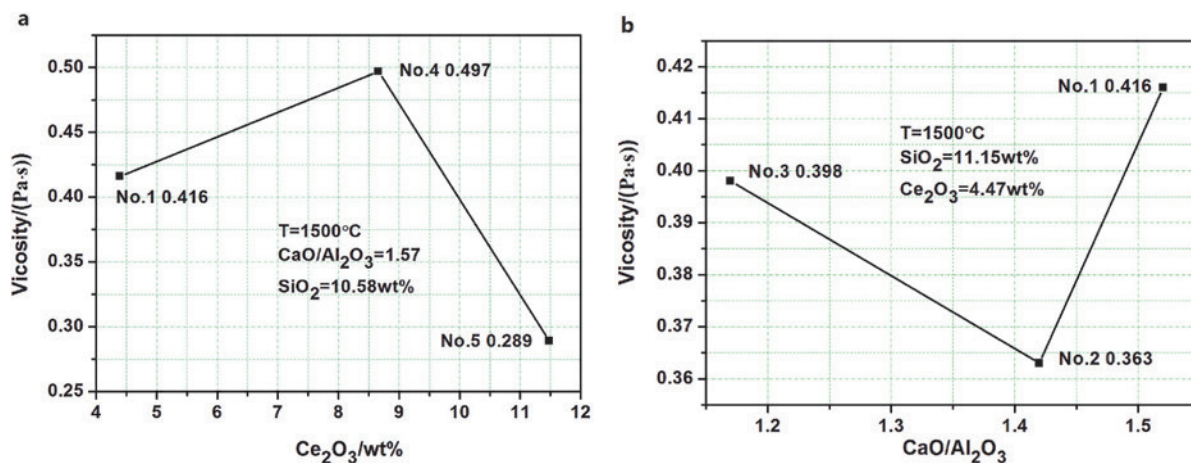 a
Vicosity/(Pa·s))
0.50
0.45
0.40
0.35
0.30
0.25
No.4 0.497
No.1 0.416
T=1500°C
CaO/Al₂O₃=1.57
SiO₂=10.58wt%
No.5 0.289
4 5 6 7 8 9 10 11 12
Ce₂O₃/wt%
b
Vicosity/(Pa·s))
0.42
0.41
0.40
0.39
0.38
0.37
0.36
No.1 0.416
T=1500°C
SiO₂=11.15wt%
Ce₂O₃=4.47wt%
No.3 0.398
No.2 0.363
1.2 1.3 1.4 1.5
CaO/Al₂O₃